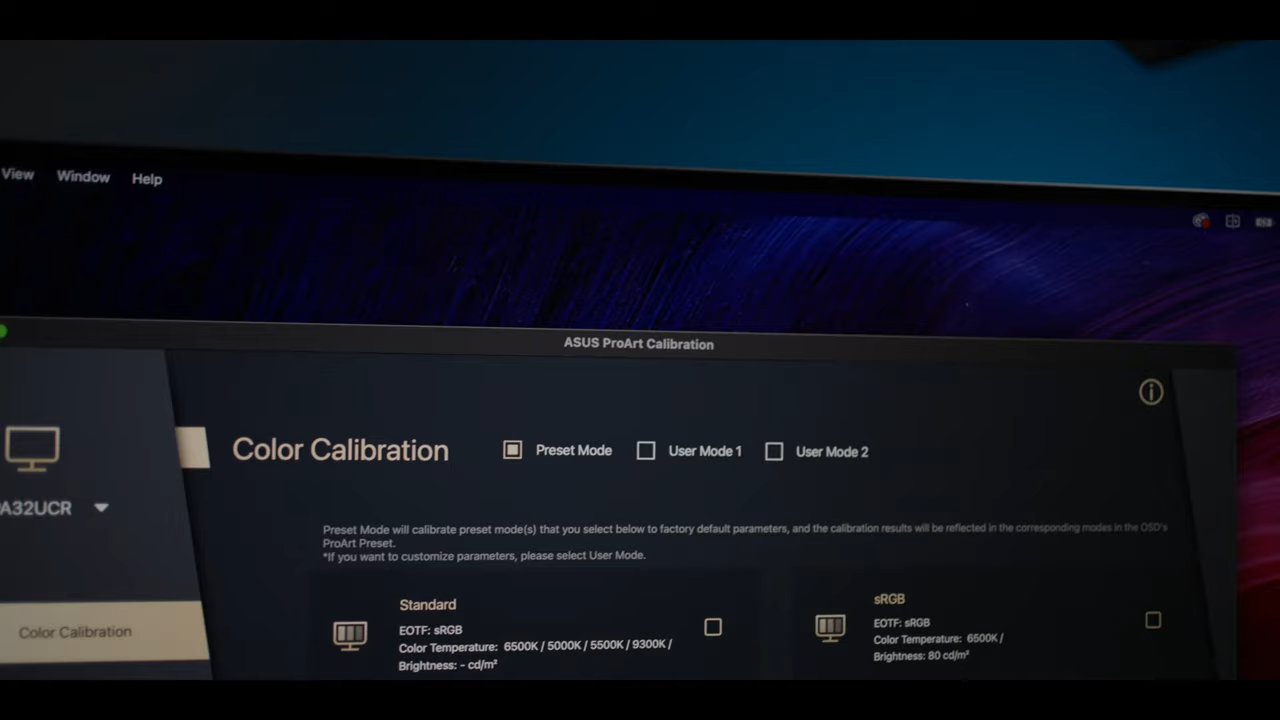 View Window Help
ASUS ProArt Calibration
Color Calibration Preset Mode User Mode 1 User Mode 2
A32UCR
Preset Mode will calibrate preset mode(s) that you select below to factory default parameters, and the calibration results will be reflected in the corresponding modes in the OSD's
ProArt Preset.
*If you want to customize parameters, please select User Mode.
Color Calibration
Standard
EOTF: sRGB
Color Temperature: 6500K / 5000K / 5500K / 9300K /
Brightness: - cd/m²
sRGB
EOTF: sRGB
Color Temperature: 6500K /
Brightness: 80 cd/m²